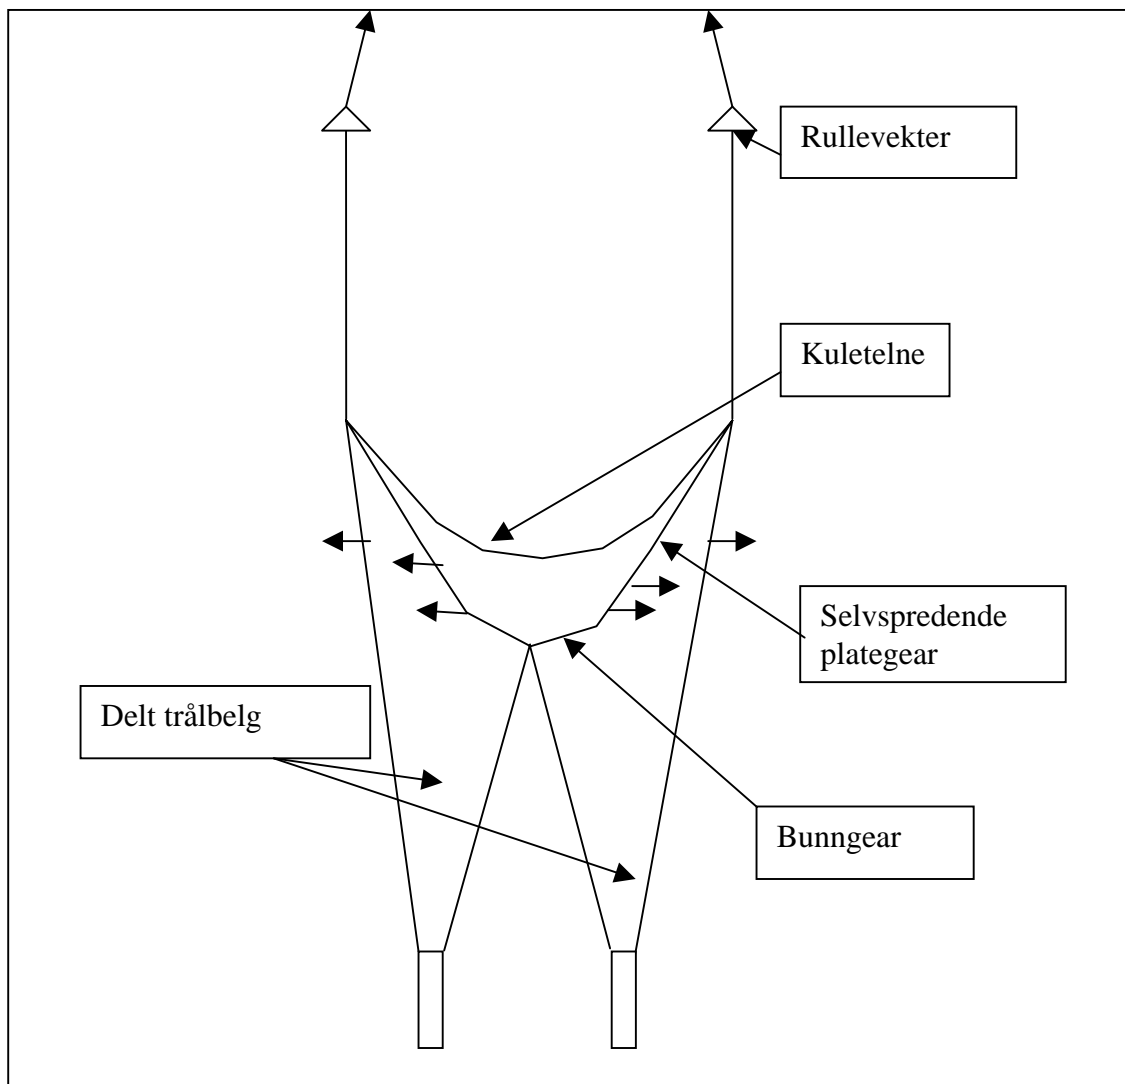 Rullevekter
Kuletelne
Selvspredende
plategear
Delt trålbelg
Bunngear